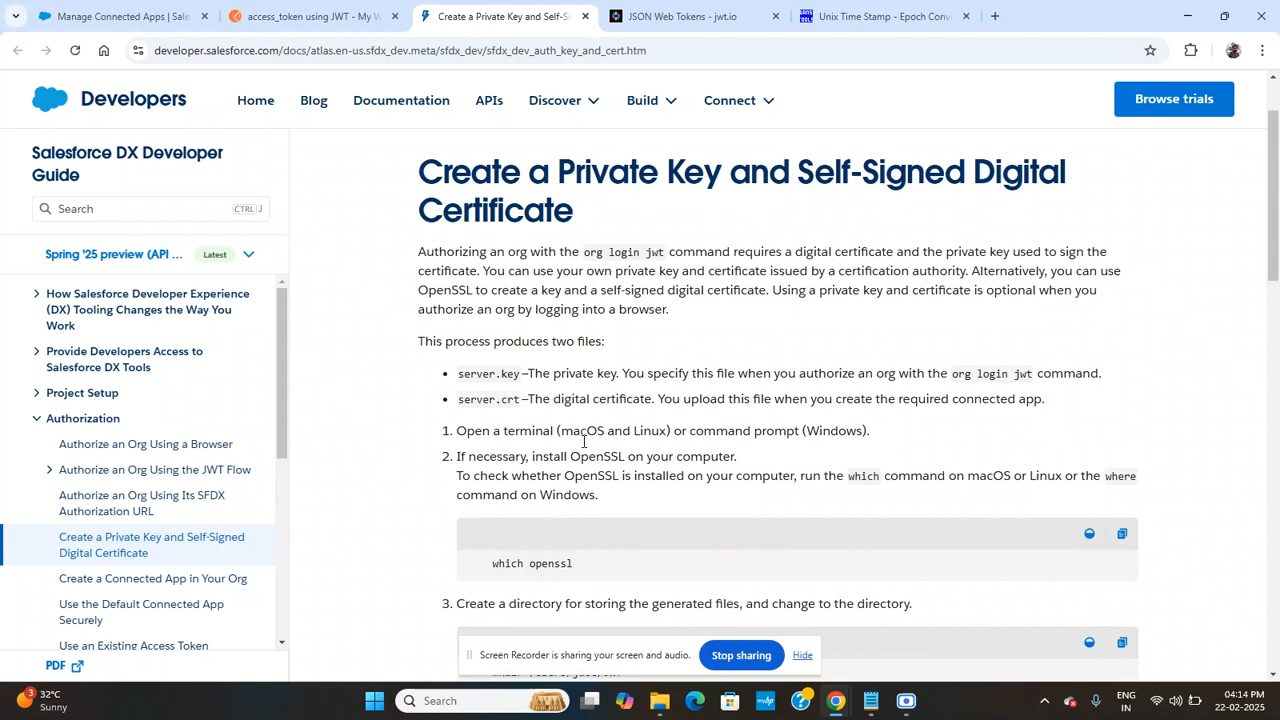 Manage Connected Apps | Sale
access_token using JWT - My W
Create a Private Key and Self-S
JSON Web Tokens - jwt.io
Unix Time Stamp - Epoch Conv
developer.salesforce.com/docs/atlas.en-us.sfdx_dev.meta/sfdx_dev/sfdx_dev_auth_key_and_cert.htm
Developers
Home
Blog
Documentation
APIs
Discover
Build
Connect
Browse trials
Salesforce DX Developer
Guide
Search
CTRL J
Spring '25 preview (API ...
Latest
How Salesforce Developer Experience
(DX) Tooling Changes the Way You
Work
Provide Developers Access to
Salesforce DX Tools
Project Setup
Authorization
Authorize an Org Using a Browser
Authorize an Org Using the JWT Flow
Authorize an Org Using Its SFDX
Authorization URL
Create a Private Key and Self-Signed
Digital Certificate
Create a Connected App in Your Org
Use the Default Connected App
Securely
Use an Existing Access Token
PDF
Create a Private Key and Self-Signed Digital
Certificate
Authorizing an org with the org login jwt command requires a digital certificate and the private key used to sign the
certificate. You can use your own private key and certificate issued by a certification authority. Alternatively, you can use
OpenSSL to create a key and a self-signed digital certificate. Using a private key and certificate is optional when you
authorize an org by logging into a browser.
This process produces two files:
• server.key—The private key. You specify this file when you authorize an org with the org login jwt command.
• server.crt—The digital certificate. You upload this file when you create the required connected app.
1. Open a terminal (macOS and Linux) or command prompt (Windows).
2. If necessary, install OpenSSL on your computer.
To check whether OpenSSL is installed on your computer, run the which command on macOS or Linux or the where
command on Windows.
which openssl
3. Create a directory for storing the generated files, and change to the directory.
Screen Recorder is sharing your screen and audio.
Stop sharing
Hide
3
32°C
Sunny
Search
ENG
IN
04:14 PM
22-02-2025